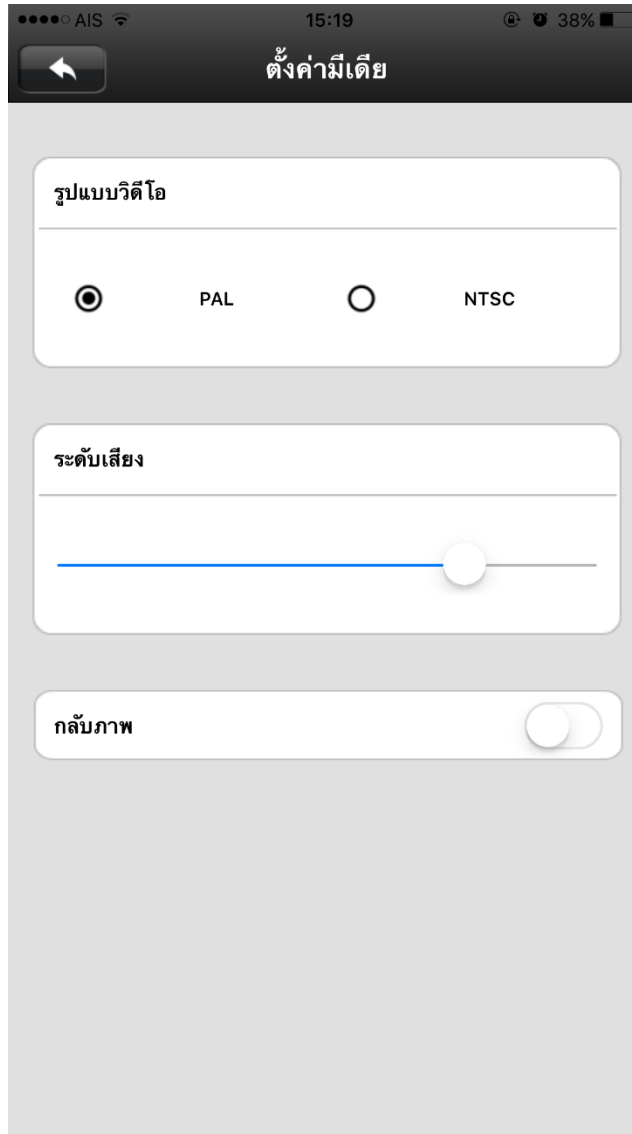 AIS 15:19 38%
ตั้งค่ามีเดีย
รูปแบบวิดีโอ
PAL NTSC
ระดับเสียง
กลับภาพ